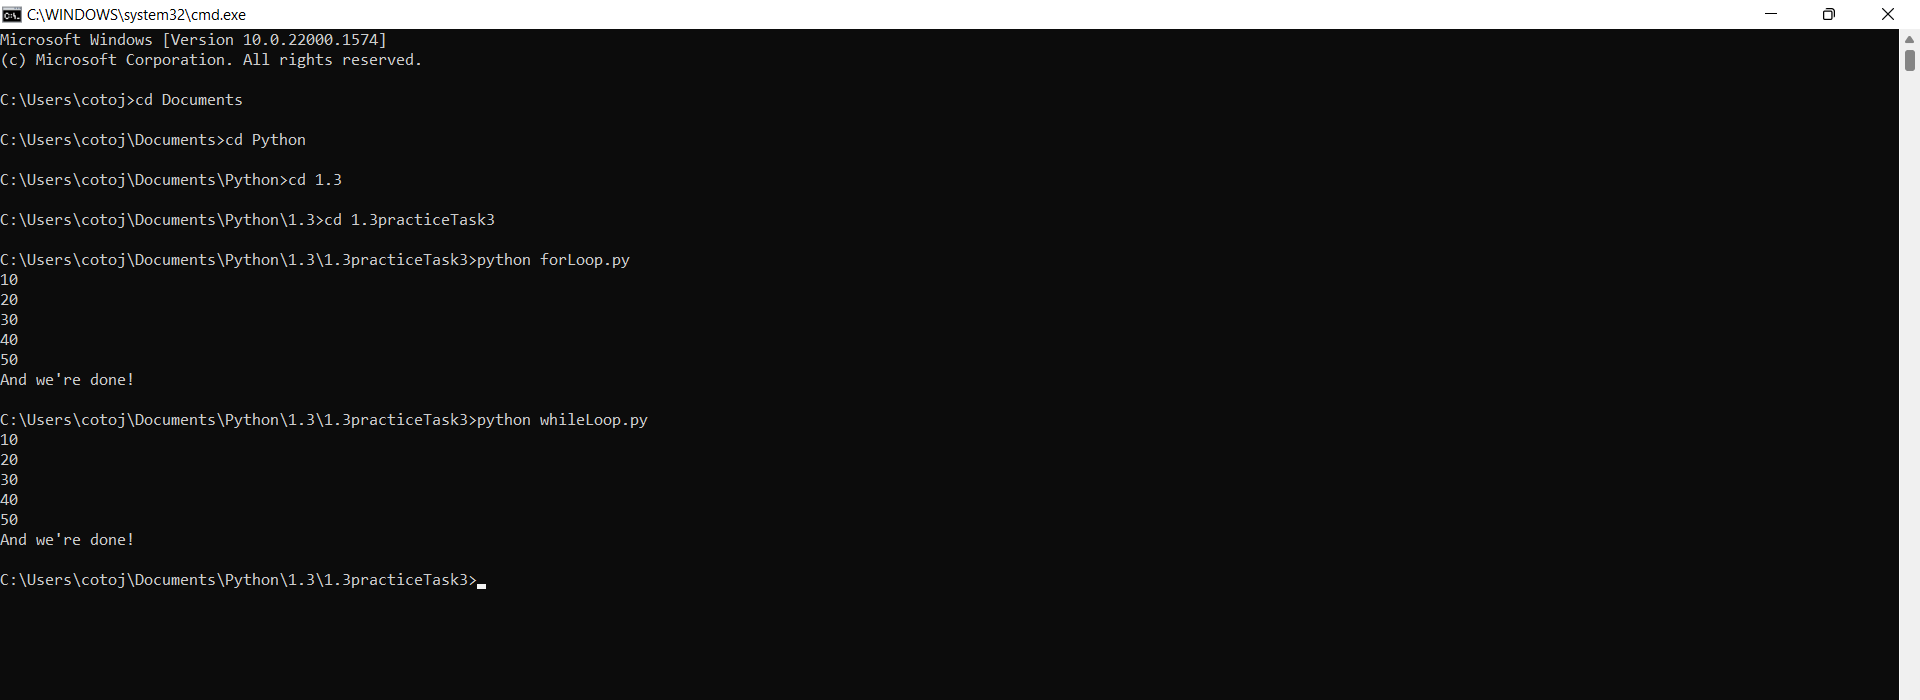 C:\WINDOWS\system32\cmd.exe
Microsoft Windows [Version 10.0.22000.1574]
(c) Microsoft Corporation. All rights reserved.
C:\Users\cotoj>cd Documents
C:\Users\cotoj\Documents>cd Python
C:\Users\cotoj\Documents\Python>cd 1.3
C:\Users\cotoj\Documents\Python\1.3>cd 1.3practiceTask3
C:\Users\cotoj\Documents\Python\1.3\1.3practiceTask3>python forLoop.py
10
20
30
40
50
And we're done!
C:\Users\cotoj\Documents\Python\1.3\1.3practiceTask3>python whileLoop.py
10
20
30
40
50
And we're done!
C:\Users\cotoj\Documents\Python\1.3\1.3practiceTask3>